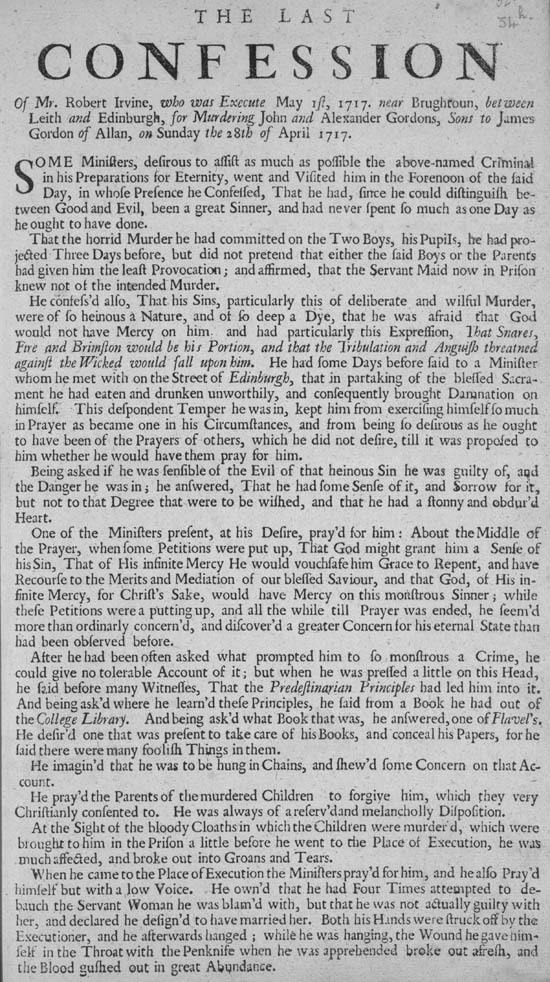 THE LAST
CONFESSION
Of Mr. Robert Irvine, who was Execute May 1ſt, 1717. near Brughtoun, between
Leith and Edinburgh, for Murdering John and Alexander Gordons, Sons to James
Gordon of Allan, on Sunday the 28th of April 1717.
SOME Miniſters, deſirous to aſſiſt as much as poſſible the above-named Criminal
in his Preparations for Eternity, went and Viſited him in the Forenoon of the ſaid
Day, in whoſe Preſence he Confeſſed, That he had, ſince he could diſtinguiſh be-
tween Good and Evil, been a great Sinner, and had never ſpent ſo much as one Day as
he ought to have done.
That the horrid Murder he had committed on the Two Boys, his Pupils, he had pro-
jected Three Days before, but did not pretend that either the ſaid Boys or the Parents
had given him the leaſt Provocation; and affirmed, that the Servant Maid now in Priſon
knew not of the intended Murder.
He confeſs'd alſo, That his Sins, particularly this of deliberate and wilful Murder,
were of ſo heinous a Nature, and of ſo deep a Dye, that he was afraid that God
would not have Mercy on him and had particularly this Expreſſion, That Snares,
Fire and Brimſton would be his Portion, and that the Tribulation and Anguiſh threatned
againſt the Wicked would fall upon him. He had ſome Days before ſaid to a Miniſter
whom he met with on the Street of Edinburgh, that in partaking of the bleſſed Sacra-
ment he had eaten and drunken unworthily, and conſequently brought Damnation on
himſelf. This deſpondent Temper he was in, kept him from exerciſing himſelf ſo much
in Prayer as became one in his Circumſtances, and from being ſo deſirous as he ought
to have been of the Prayers of others, which he did not deſire, till it was propoſed to
him whether he would have them pray for him.
Being asked if he was ſenſible of the Evil of that heinous Sin he was guilty of, and
the Danger he was in; he anſwered, That he had ſome Senſe of it, and Sorrow for it,
but not to that Degree that were to be wiſhed, and that he had a ſtonny and obdur'd
Heart.
One of the Miniſters preſent, at his Deſire, pray'd for him: About the Middle of
the Prayer, when ſome Petitions were put up, That God might grant him a Senſe of
his Sin, That of His infinite Mercy He would vouchſafe him Grace to Repent, and have
Recourſe to the Merits and Mediation of our bleſſed Saviour, and that God, of His in-
finite Mercy, for Chriſt's Sake, would have Mercy on this monſtrous Sinner; while
theſe Petitions were a putting up, and all the while till Prayer was ended, he ſeem'd
more than ordinarly concern'd, and diſcover'd a greater Concern for his eternal State than
had been obſerved before.
After he had been often asked what prompted him to ſo monſtrous a Crime, he
could give no tolerable Account of it; but when he was preſſed a little on this Head,
he ſaid before many Witneſſes, That the Predeſtinarian Principles had led him into it.
And being ask'd where he learn'd theſe Principles, he ſaid from a Book he had out of
the College Library. And being ask'd what Book that was, he anſwered, one of Flavel's.
He deſir'd one that was preſent to take care of his Books, and conceal his Papers, for he
ſaid there were many fooliſh Things in them.
He imagin'd that he was to be hung in Chains, and ſhew'd ſome Concern on that Ac-
count.
He pray'd the Parents of the murdered Children to forgive him, which they very
Chriſtianly conſented to. He was always of a reſerv'd and melancholly Diſpoſition.
At the Sight of the bloody Cloaths in which the Children were murder'd, which were
brought to him in the Priſon a little before he went to the Place of Execution, he was
much affected, and broke out into Groans and Tears.
When he came to the Place of Execution the Miniſters pray'd for him, and he alſo Pray'd
himſelf but with a low Voice. He own'd that he had Four Times attempted to de-
bauch the Servant Woman he was blam'd with, but that he was not actually guilty with
her, and declared he deſign'd to have married her. Both his Hands were ſtruck off by the
Executioner, and he afterwards hanged; while he was hanging, the Wound he gave him-
ſelf in the Throat with the Penknife when he was apprehended broke out afreſh, and
the Blood guſhed out in great Abundance.